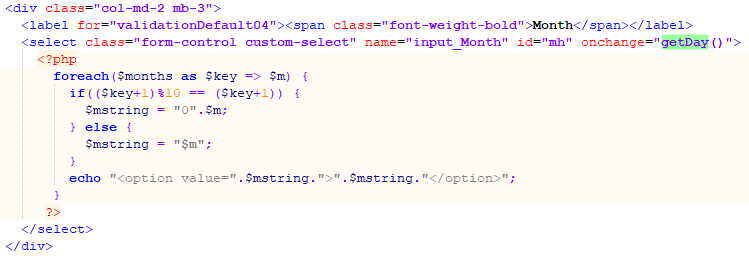 <div class="col-md-2 mb-3">
<label for="validationDefault04"><span class="font-weight-bold">Month</span></label>
<select class="form-control custom-select" name="input_Month" id="mh" onchange="getDay()">
<?php
foreach($months as $key => $m) {
if(($key+1)%10 == ($key+1)) {
$mstring = "0".$m;
} else {
$mstring = "$m";
}
echo "<option value=".$mstring.">".$mstring."</option>";
}
?>
</select>
</div>